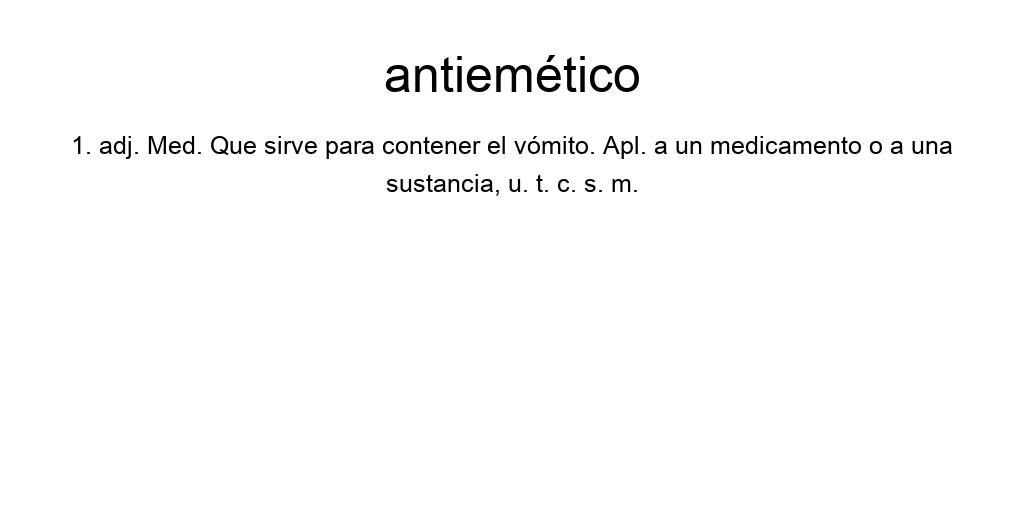 antiemético
1. adj. Med. Que sirve para contener el vómito. Apl. a un medicamento o a una
sustancia, u. t. c. s. m.